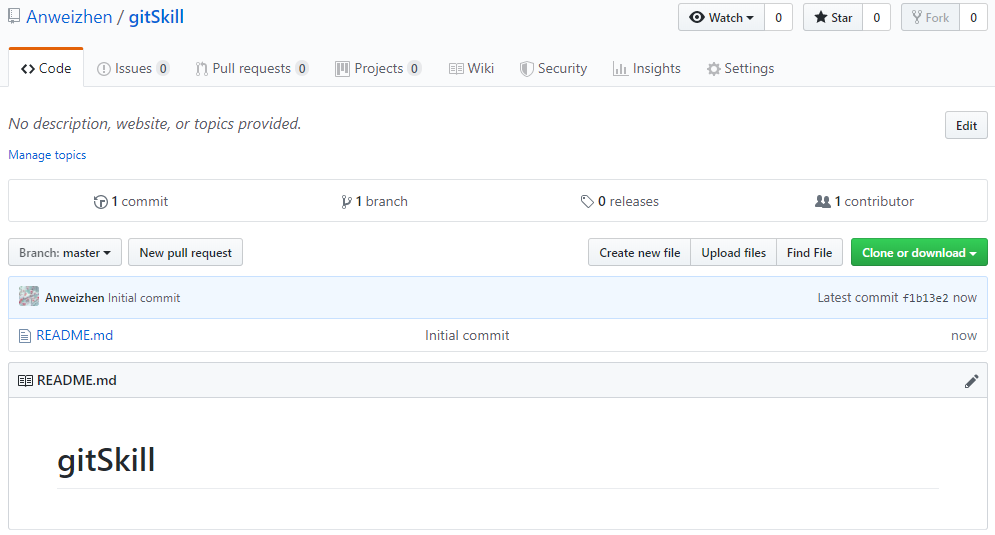 Anweizhen / gitSkill Watch 0 Star 0 Fork 0
Code Issues 0 Pull requests 0 Projects 0 Wiki Security Insights Settings
No description, website, or topics provided. Edit
Manage topics
1 commit 1 branch 0 releases 1 contributor
Branch: master New pull request Create new file Upload files Find File Clone or download
Anweizhen Initial commit Latest commit f1b13e2 now
README.md Initial commit now
README.md
gitSkill